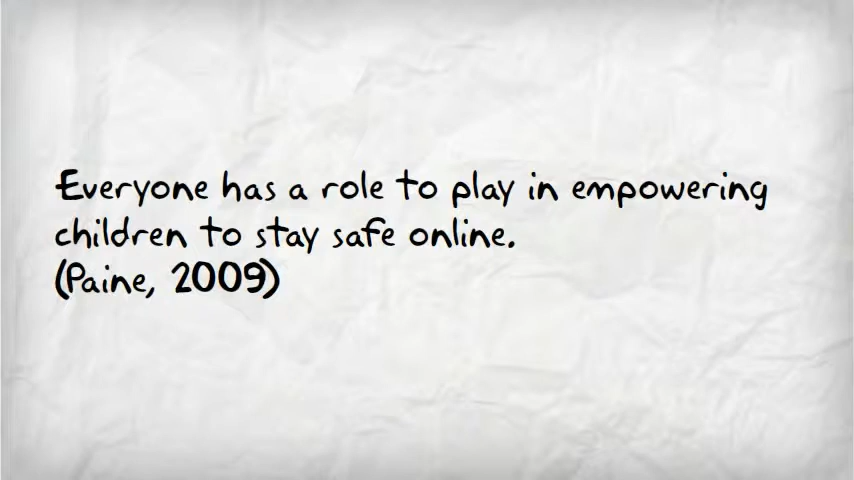 Everyone has a role to play in empowering
children to stay safe online.
(Paine, 2009)